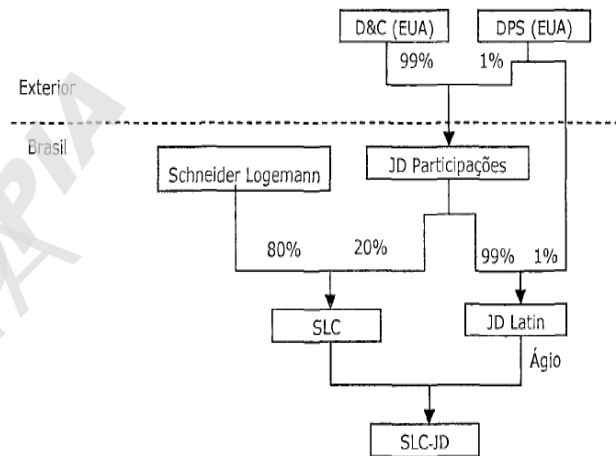 D&C (EUA) DPS (EUA)
99% 1%
Exterior
Brasil
Schneider Logemann JD Participações
80% 20% 99% 1%
SLC JD Latin
Ágio
SLC-JD